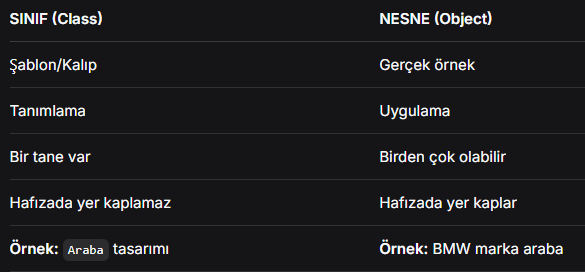 SINIF (Class) NESNE (Object)
Şablon/Kalıp Gerçek örnek
Tanımlama Uygulama
Bir tane var Birden çok olabilir
Hafızada yer kaplamaz Hafızada yer kaplar
Örnek: Araba tasarımı Örnek: BMW marka araba